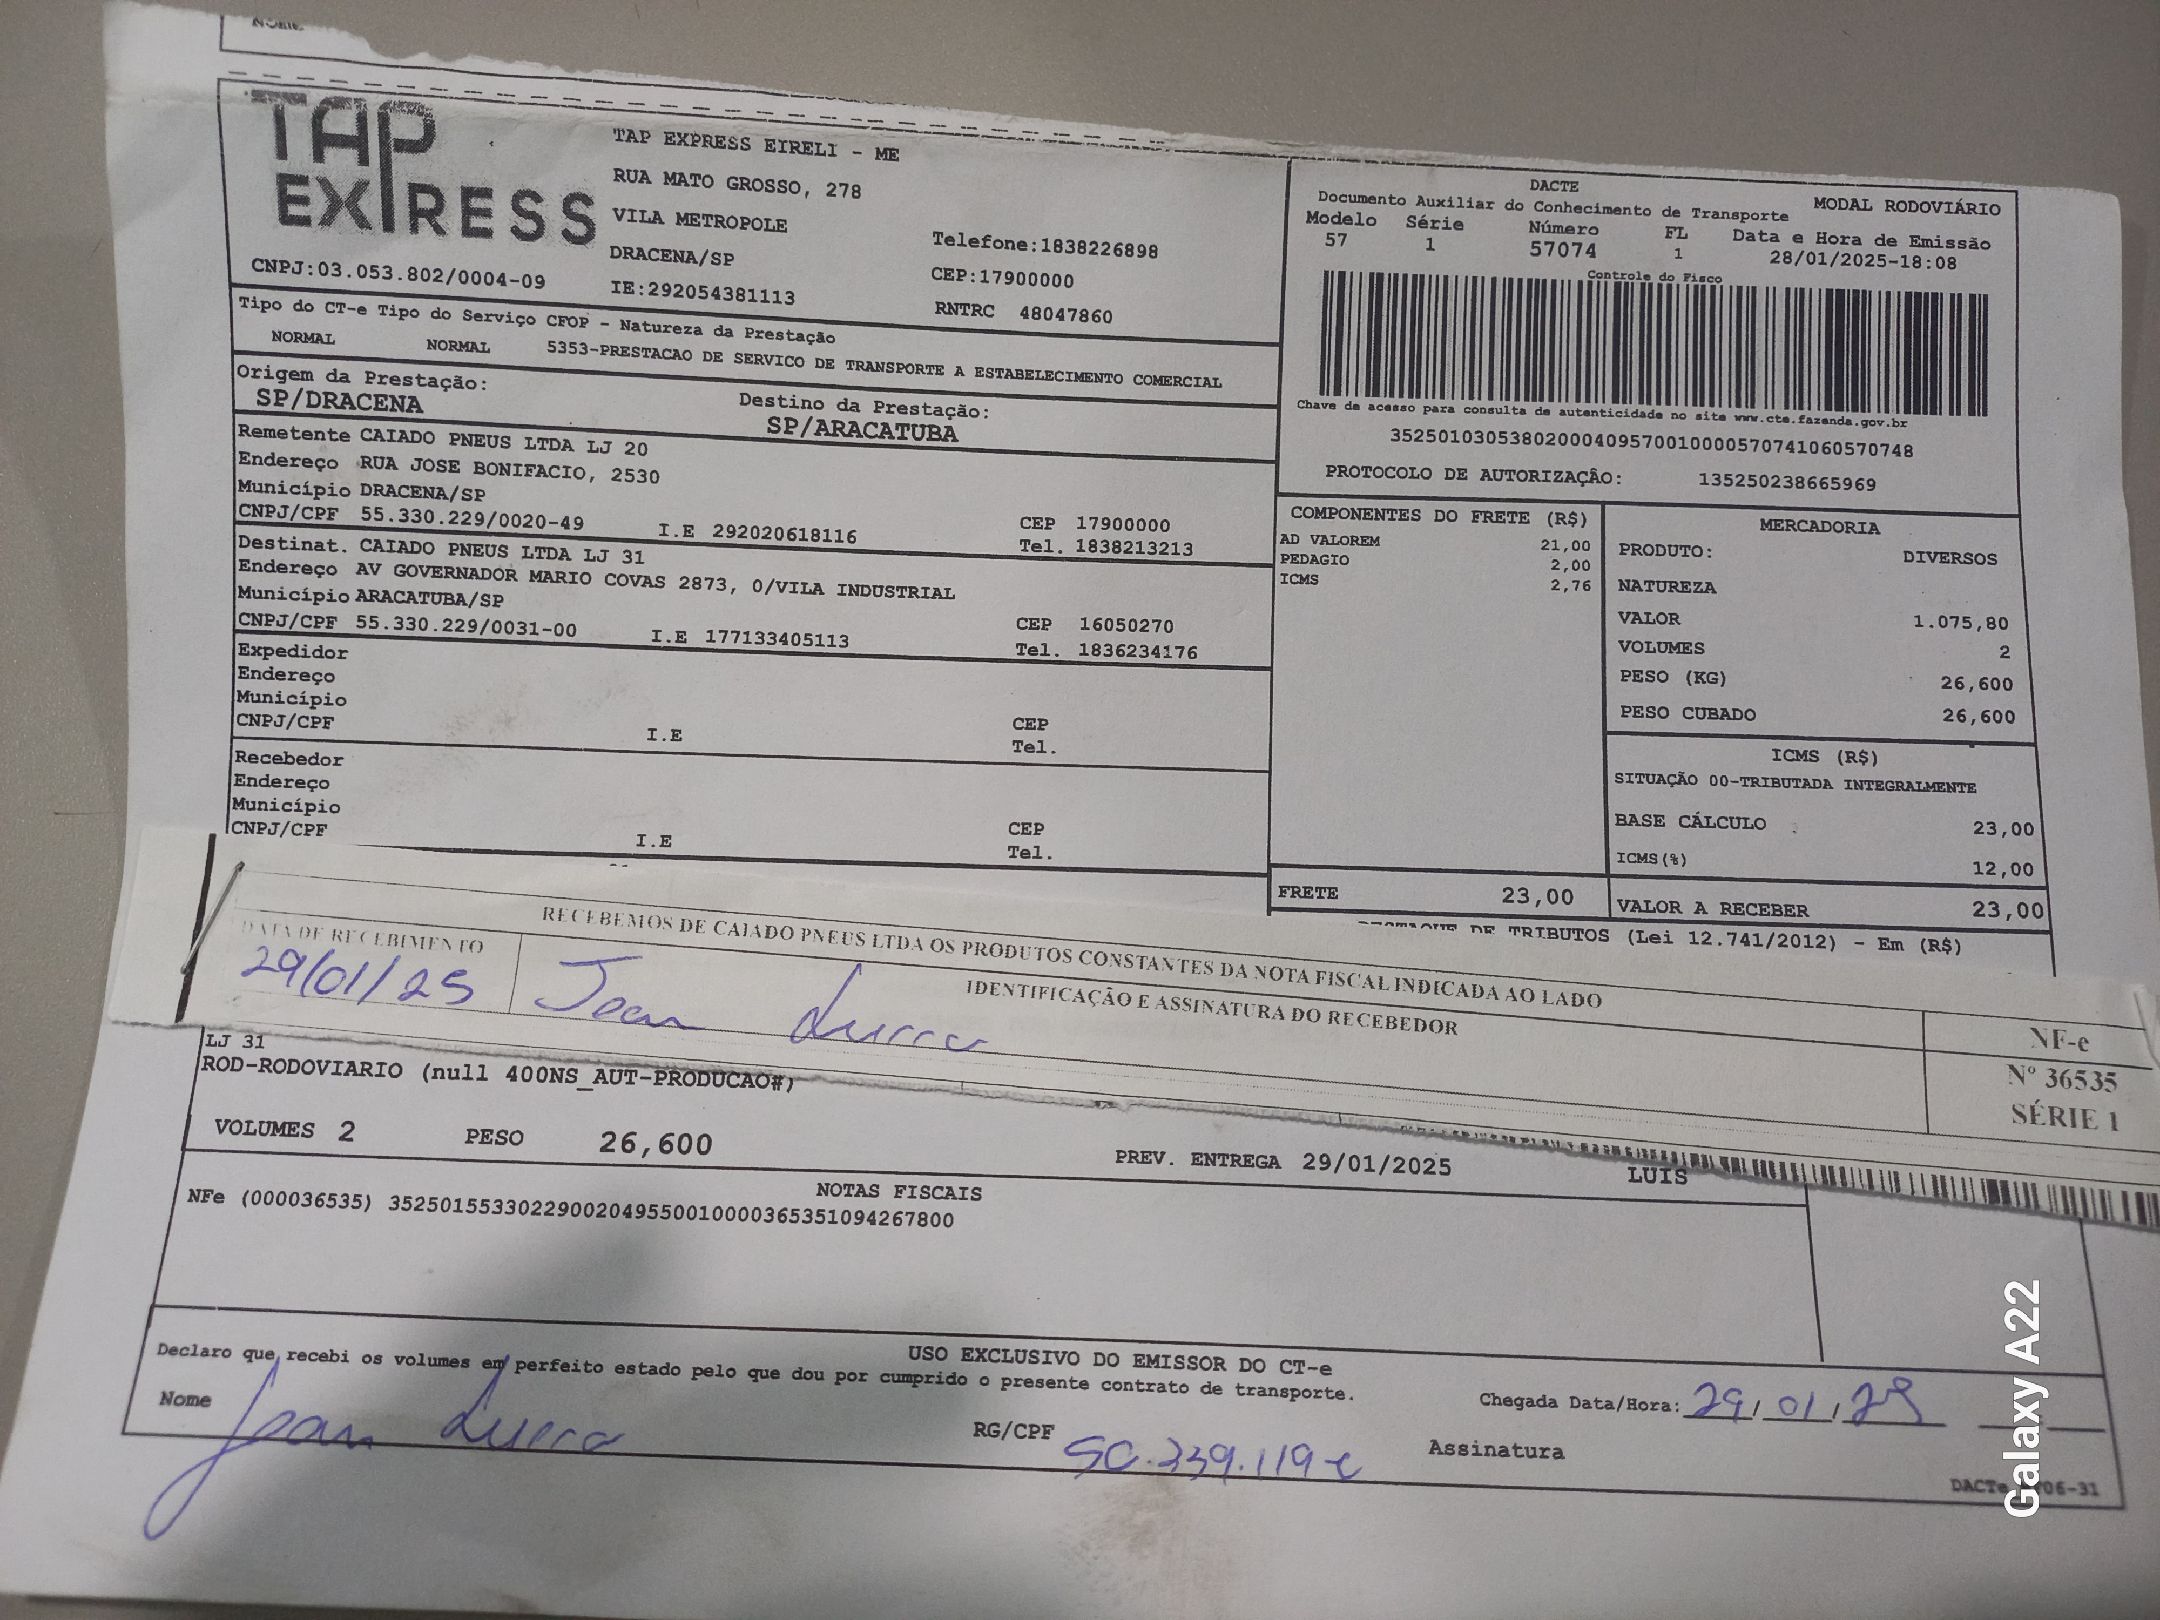 NOME
TAP
EXPRESS
TAP EXPRESS EIRELI - ME
RUA MATO GROSSO, 278
VILA METROPOLE
DRACENA/SP
Telefone:1838226898
CEP:17900000
CNPJ:03.053.802/0004-09
IE:292054381113
RNTRC 48047860
DACTE
Documento Auxiliar do Conhecimento de Transporte
MODAL RODOVIÁRIO
Modelo Série Número FL Data e Hora de Emissão
57 1 57074 1 28/01/2025-18:08
Controle do Fisco
Chave de acesso para consulta de autenticidade no site www.cte.fazenda.gov.br
35250103053802000409570010000570741060570748
PROTOCOLO DE AUTORIZAÇÃO: 135250238665969
Tipo do CT-e Tipo do Serviço CFOP - Natureza da Prestação
NORMAL NORMAL 5353-PRESTACAO DE SERVICO DE TRANSPORTE A ESTABELECIMENTO COMERCIAL
Origem da Prestação:
SP/DRACENA
Destino da Prestação:
SP/ARACATUBA
Remetente CAIADO PNEUS LTDA LJ 20
Endereço RUA JOSE BONIFACIO, 2530
Município DRACENA/SP
CEP 17900000
CNPJ/CPF 55.330.229/0020-49 I.E 292020618116 Tel. 1838213213
Destinat. CAIADO PNEUS LTDA LJ 31
Endereço AV GOVERNADOR MARIO COVAS 2873, 0/VILA INDUSTRIAL
Município ARACATUBA/SP
CEP 16050270
CNPJ/CPF 55.330.229/0031-00 I.E 177133405113 Tel. 1836234176
Expedidor
Endereço
Município
CEP
CNPJ/CPF I.E Tel.
Recebedor
Endereço
Município
CEP
CNPJ/CPF I.E Tel.
COMPONENTES DO FRETE (R$)
AD VALOREM 21,00
PEDAGIO 2,00
ICMS 2,76
FRETE 23,00
MERCADORIA
PRODUTO: DIVERSOS
NATUREZA
VALOR 1.075,80
VOLUMES 2
PESO (KG) 26,600
PESO CUBADO 26,600
ICMS (R$)
SITUAÇÃO 00-TRIBUTADA INTEGRALMENTE
BASE CÁLCULO 23,00
ICMS(%) 12,00
VALOR A RECEBER 23,00
DE TRIBUTOS (Lei 12.741/2012) - Em (R$)
RECEBEMOS DE CAIADO PNEUS LTDA OS PRODUTOS CONSTANTES DA NOTA FISCAL INDICADA AO LADO
DATA DE RECEBIMENTO
IDENTIFICAÇÃO E ASSINATURA DO RECEBEDOR
29/01/25
Jean
NF-e
Nº 36535
SÉRIE 1
LJ 31
ROD-RODOVIARIO (null 400NS_AUT-PRODUCAO#)
VOLUMES 2 PESO 26,600 PREV. ENTREGA 29/01/2025 LUIS
NOTAS FISCAIS
NFe (000036535) 35250155330229002049550010000365351094267800
USO EXCLUSIVO DO EMISSOR DO CT-e
Declaro que recebi os volumes em perfeito estado pelo que dou por cumprido o presente contrato de transporte.
Chegada Data/Hora: 29/01/25
Nome Jean
RG/CPF
Assinatura
Galaxy A22